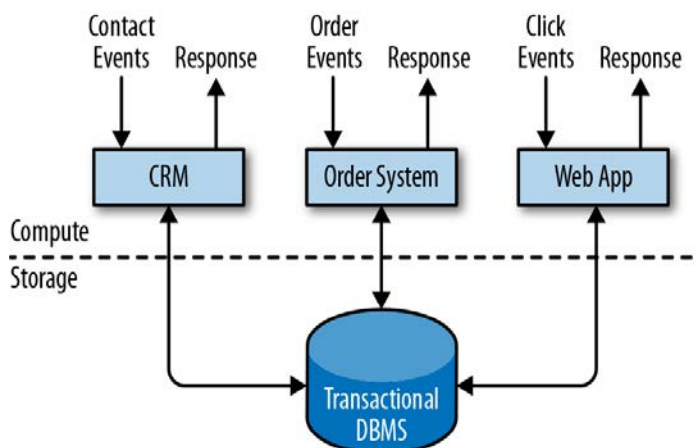 Contact
Events
Response
Order
Events
Response
Click
Events
Response
CRM
Order System
Web App
Compute
Storage
Transactional
DBMS